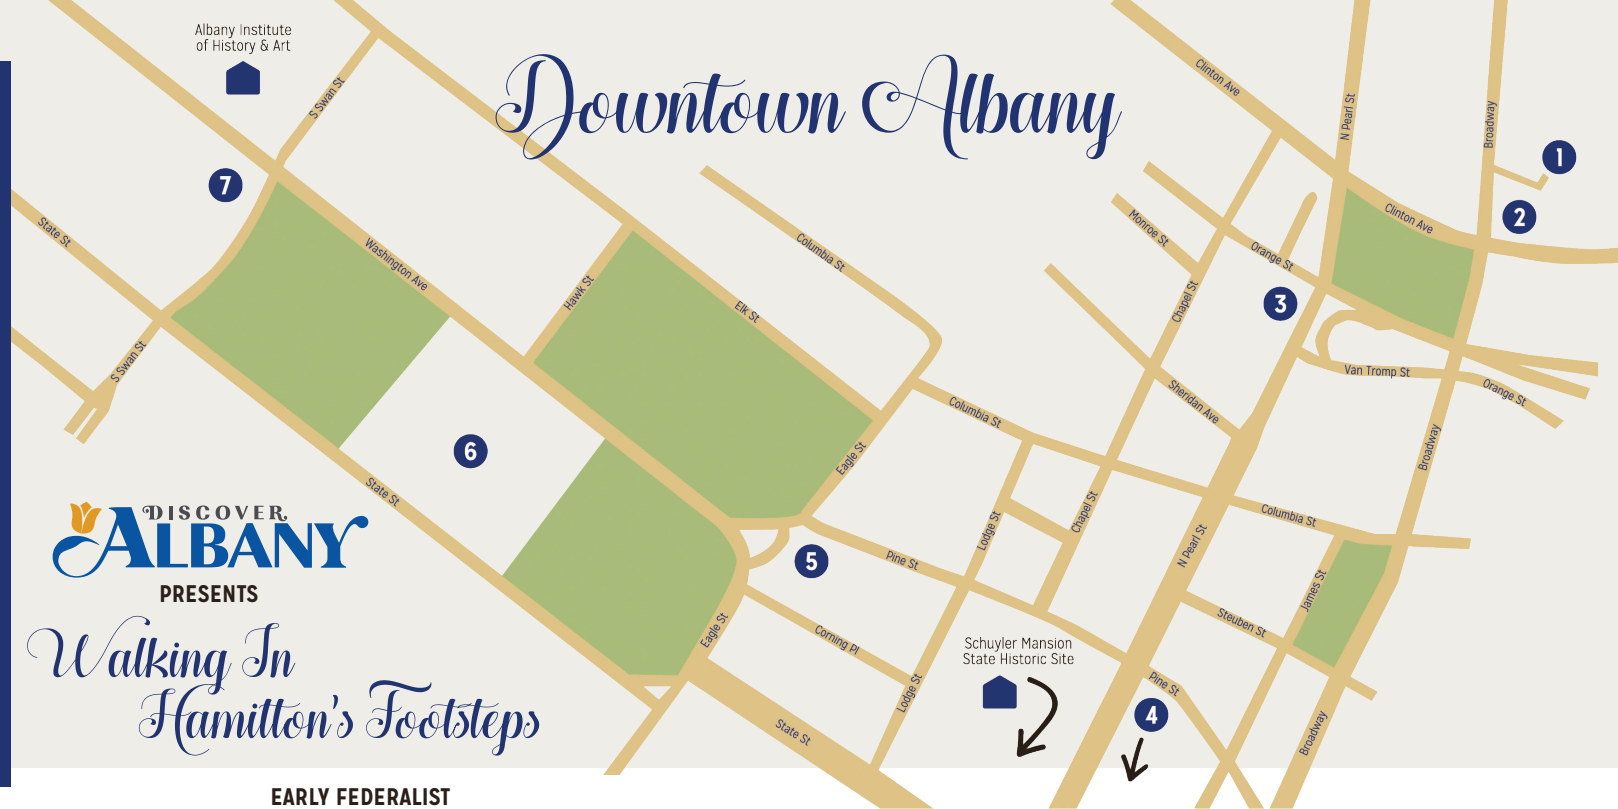 Albany Institute
of History & Art
Downtown Albany
S Swan St
Clinton Ave
N Pearl St
Broadway
1
7
2
State St
Washington Ave
Columbia St
Monroe St
Orange St
Clinton Ave
Hawk St
Elk St
Chapel St
3
S Swan St
Van Tromp St
Orange St
Sheridan Ave
Columbia St
Eagle St
Broadway
6
State St
DISCOVER
ALBANY
PRESENTS
Walking In
Hamilton's Footsteps
Chapel St
Lodge St
Columbia St
N Pearl St
5
Pine St
James St
Steuben St
Eagle St
Corning Pl
Schuyler Mansion
State Historic Site
Lodge St
Pine St
4
State St
Broadway
EARLY FEDERALIST